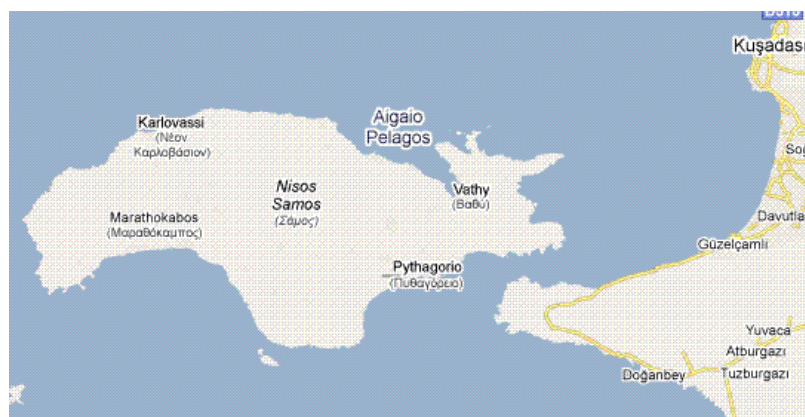 Kuşadası
Aigaio
Pelagos
Karlovassi
(Νέον
Καρλοβάσιον)
Nisos
Samos
(Σάμος)
Vathy
(Βαθύ)
Marathokabos
(Μαραθόκαμπος)
Davutla
Güzelçamlı
Pythagorio
(Πυθαγόρειο)
Yuvaca
Atburgazı
Doğanbey
Tuzburgazı